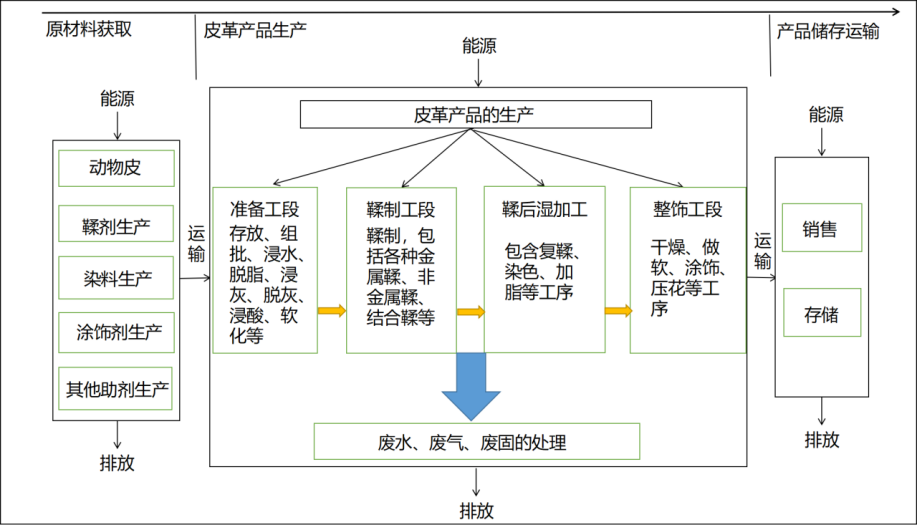 原材料获取
皮革产品生产
产品储存运输
能源
能源
能源
皮革产品的生产
动物皮
鞣剂生产
染料生产
涂饰剂生产
其他助剂生产
排放
运
输
准备工段
存放、组
批、浸水、
脱脂、浸
灰、脱灰、
浸酸、软
化等
鞣制工段
鞣制，包
括各种金
属鞣、非
金属鞣、
结合鞣等
鞣后湿加工
包含复鞣、
染色、加
脂等工序
整饰工段
干燥、做
软、涂饰、
压花等工
序
废水、废气、废固的处理
排放
运
输
销售
存储
排放